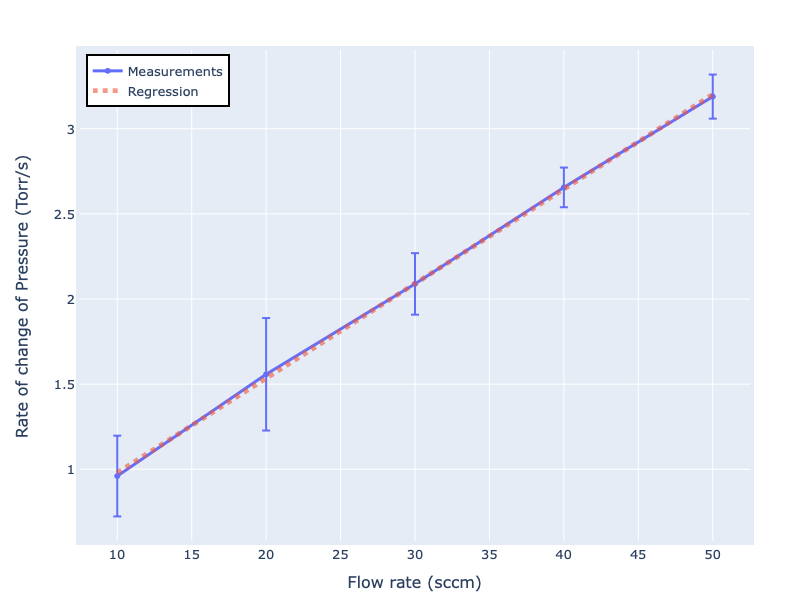 Measurements
Regression
Rate of change of Pressure (Torr/s)
3
2.5
2
1.5
1
10 15 20 25 30 35 40 45 50
Flow rate (sccm)